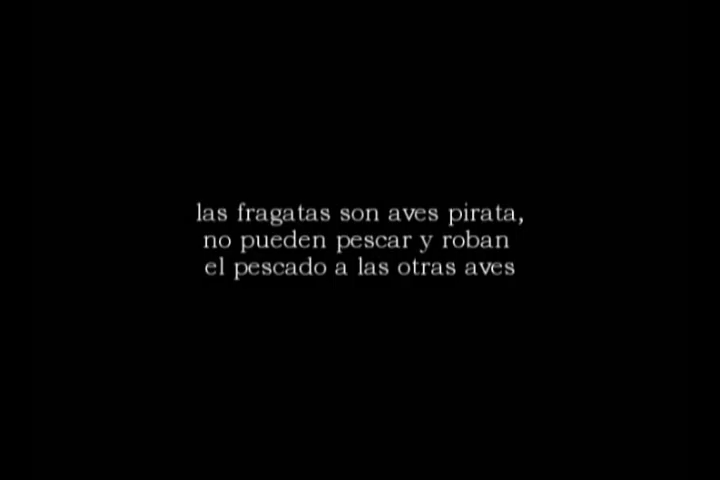 las fragatas son aves pirata,
no pueden pescar y roban
el pescado a las otras aves